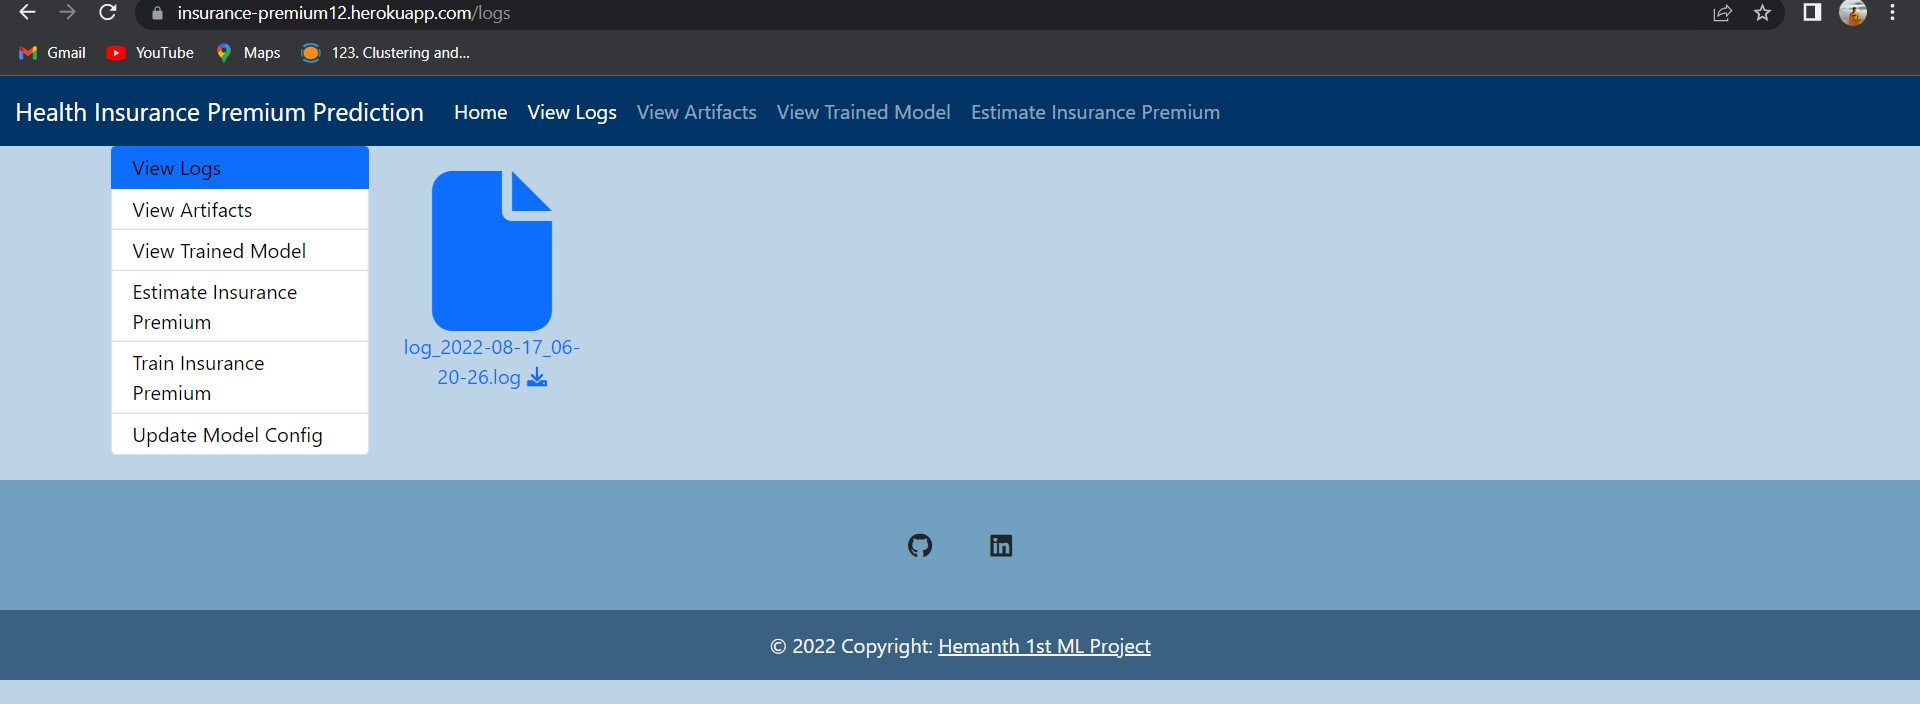 insurance-premium12.herokuapp.com/logs
Gmail YouTube Maps 123. Clustering and...
Health Insurance Premium Prediction Home View Logs View Artifacts View Trained Model Estimate Insurance Premium
View Logs
View Artifacts
View Trained Model
Estimate Insurance
Premium
Train Insurance
Premium
Update Model Config
log_2022-08-17_06-
20-26.log
in
© 2022 Copyright: Hemanth 1st ML Project